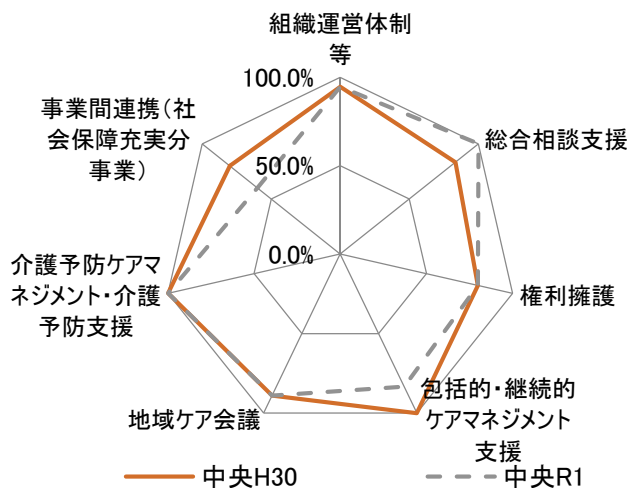 組織運営体制
等
100.0%
事業間連携(社
会保障充実分
事業)
総合相談支援
50.0%
0.0%
介護予防ケアマ
ネジメント・介護
予防支援
権利擁護
包括的・継続的
ケアマネジメント
支援
地域ケア会議
中央H30
中央R1